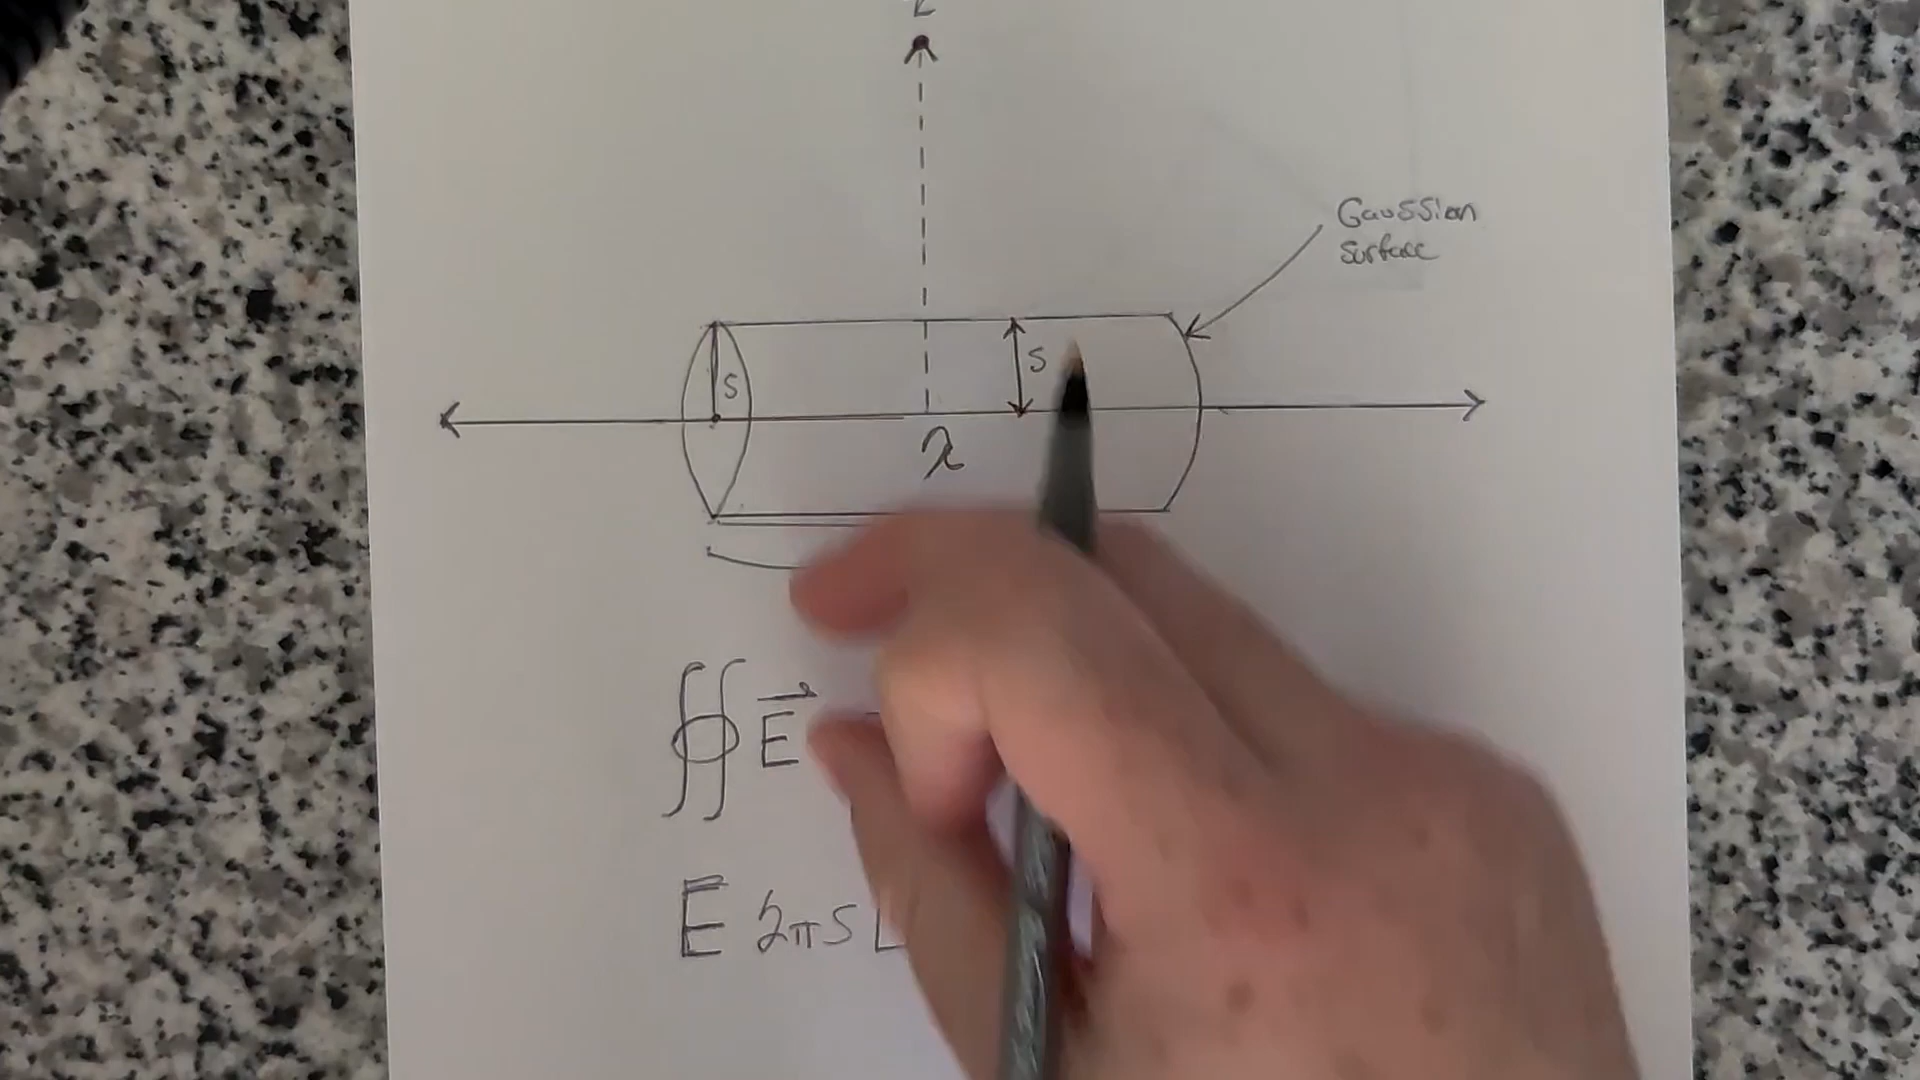 Gaussian
Surface
S
S
λ
∯ E⃗
E 2πS L